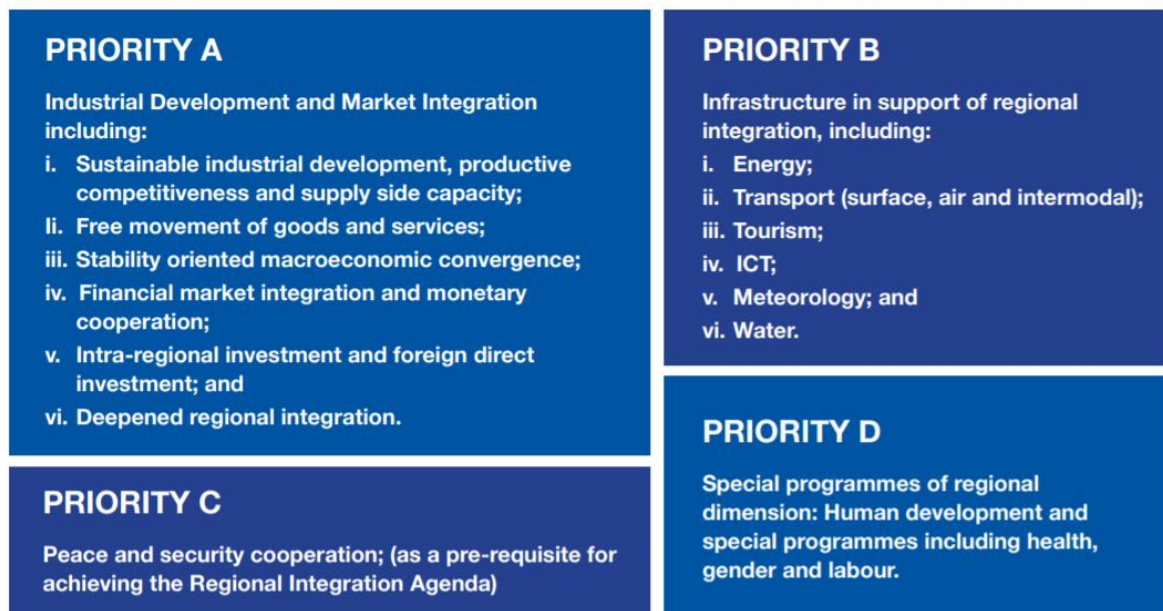 PRIORITY A
Industrial Development and Market Integration
including:
i. Sustainable industrial development, productive
competitiveness and supply side capacity;
Ii. Free movement of goods and services;
iii. Stability oriented macroeconomic convergence;
iv. Financial market integration and monetary
cooperation;
v. Intra-regional investment and foreign direct
investment; and
vi. Deepened regional integration.
PRIORITY B
Infrastructure in support of regional
integration, including:
i. Energy;
ii. Transport (surface, air and intermodal);
iii. Tourism;
iv. ICT;
v. Meteorology; and
vi. Water.
PRIORITY C
Peace and security cooperation; (as a pre-requisite for
achieving the Regional Integration Agenda)
PRIORITY D
Special programmes of regional
dimension: Human development and
special programmes including health,
gender and labour.